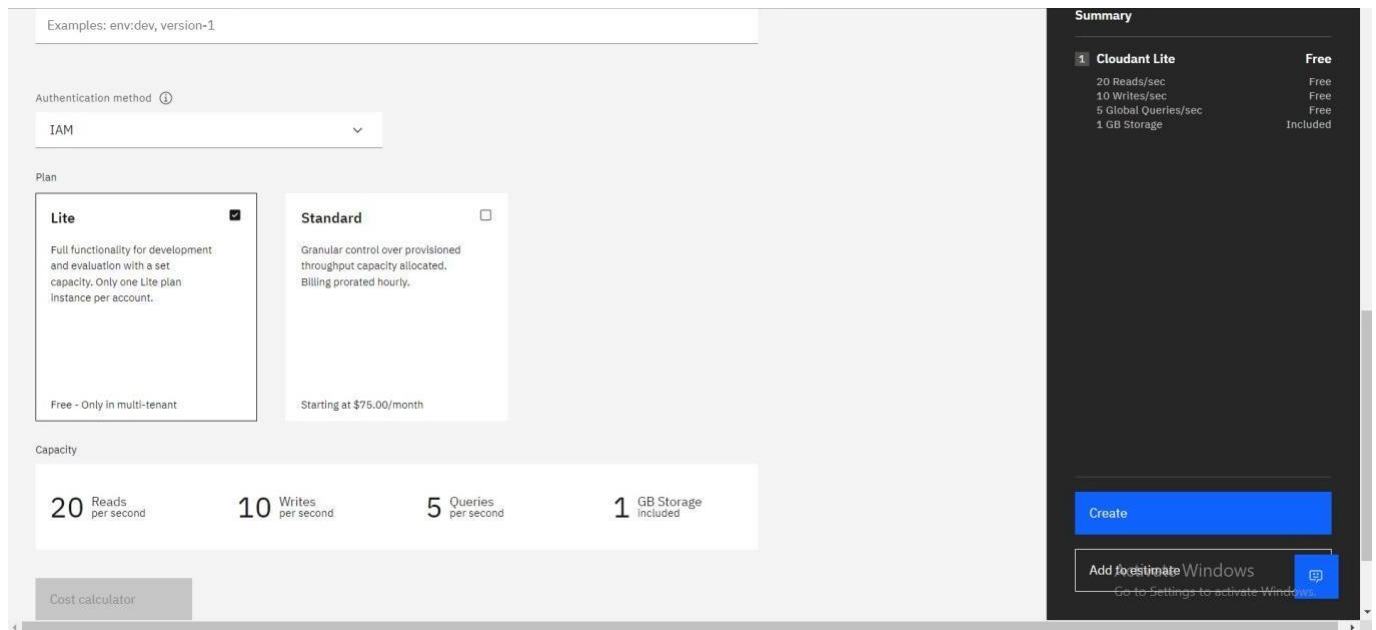 Examples: env:dev, version-1
Authentication method
IAM
Plan
Lite
Full functionality for development
and evaluation with a set
capacity. Only one Lite plan
instance per account.
Free - Only in multi-tenant
Standard
Granular control over provisioned
throughput capacity allocated.
Billing prorated hourly.
Starting at $75.00/month
Capacity
20 Reads per second
10 Writes per second
5 Queries per second
1 GB Storage included
Cost calculator
Summary
1 Cloudant Lite Free
20 Reads/sec Free
10 Writes/sec Free
5 Global Queries/sec Free
1 GB Storage Included
Create
Add to estimate
Activate Windows
Go to Settings to activate Windows.